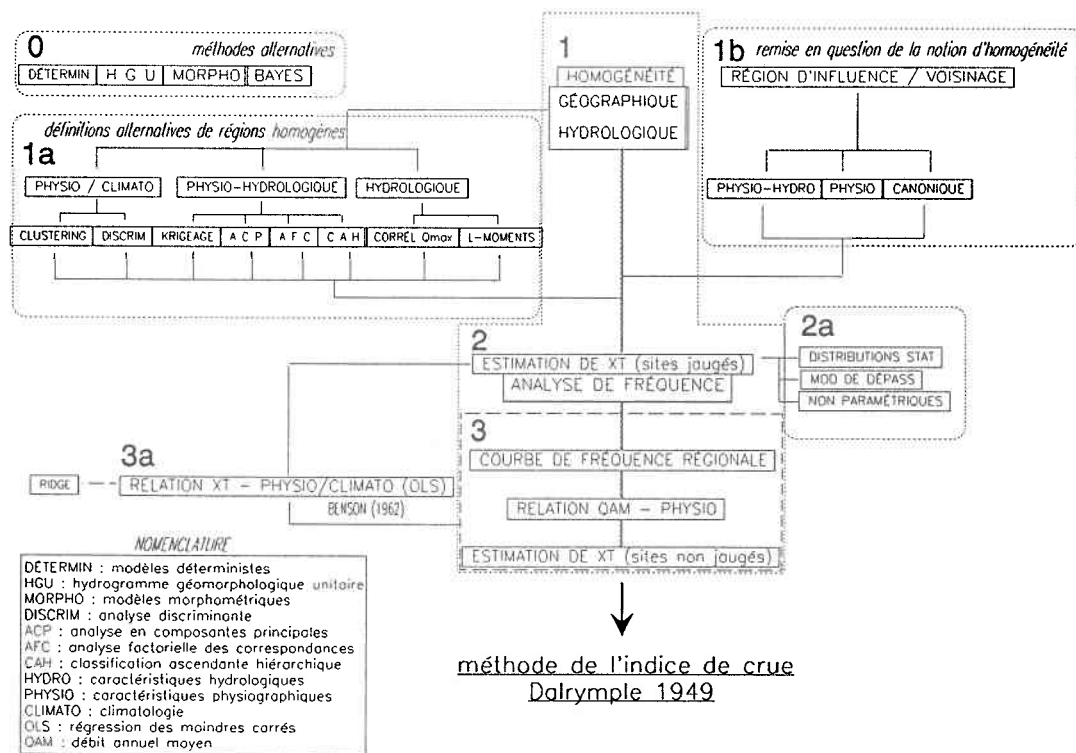 0
méthodes alternatives
DÉTERMIN H G U MORPHO BAYES
1
HOMOGÉNÉITÉ
GÉOGRAPHIQUE
HYDROLOGIQUE
1b remise en question de la notion d'homogénéité
RÉGION D'INFLUENCE / VOISINAGE
PHYSIO-HYDRO PHYSIO CANONIQUE
définitions alternatives de régions homogènes
1a
PHYSIO / CLIMATO PHYSIO-HYDROLOGIQUE HYDROLOGIQUE
CLUSTERING DISCRIM KRIGEAGE A C P A F C C A H CORREL Qmax L-MOMENTS
2
ESTIMATION DE XT (sites jaugés)
ANALYSE DE FRÉQUENCE
2a
DISTRIBUTIONS STAT
MOD DE DÉPASS
NON PARAMÉTRIQUES
3
COURBE DE FRÉQUENCE RÉGIONALE
RELATION QAM - PHYSIO
ESTIMATION DE XT (sites non jaugés)
3a
RIDGE RELATION XT - PHYSIO/CLIMATO (OLS)
BENSON (1962)
NOMENCLATURE
DÉTERMIN : modèles déterministes
HGU : hydrogramme géomorphologique unitaire
MORPHO : modèles morphométriques
DISCRIM : analyse discriminante
ACP : analyse en composantes principales
AFC : analyse factorielle des correspondances
CAH : classification ascendante hiérarchique
HYDRO : caractéristiques hydrologiques
PHYSIO : caractéristiques physiographiques
CLIMATO : climatologie
OLS : régression des moindres carrés
QAM : débit annuel moyen
méthode de l'indice de crue
Dalrymple 1949